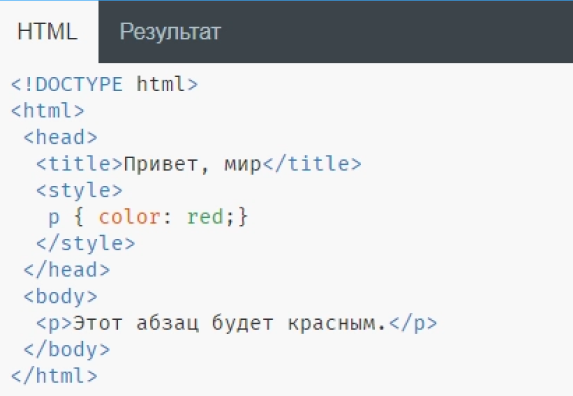 HTML Результат
<!DOCTYPE html>
<html>
<head>
<title>Привет, мир</title>
<style>
p { color: red;}
</style>
</head>
<body>
<p>Этот абзац будет красным.</p>
</body>
</html>